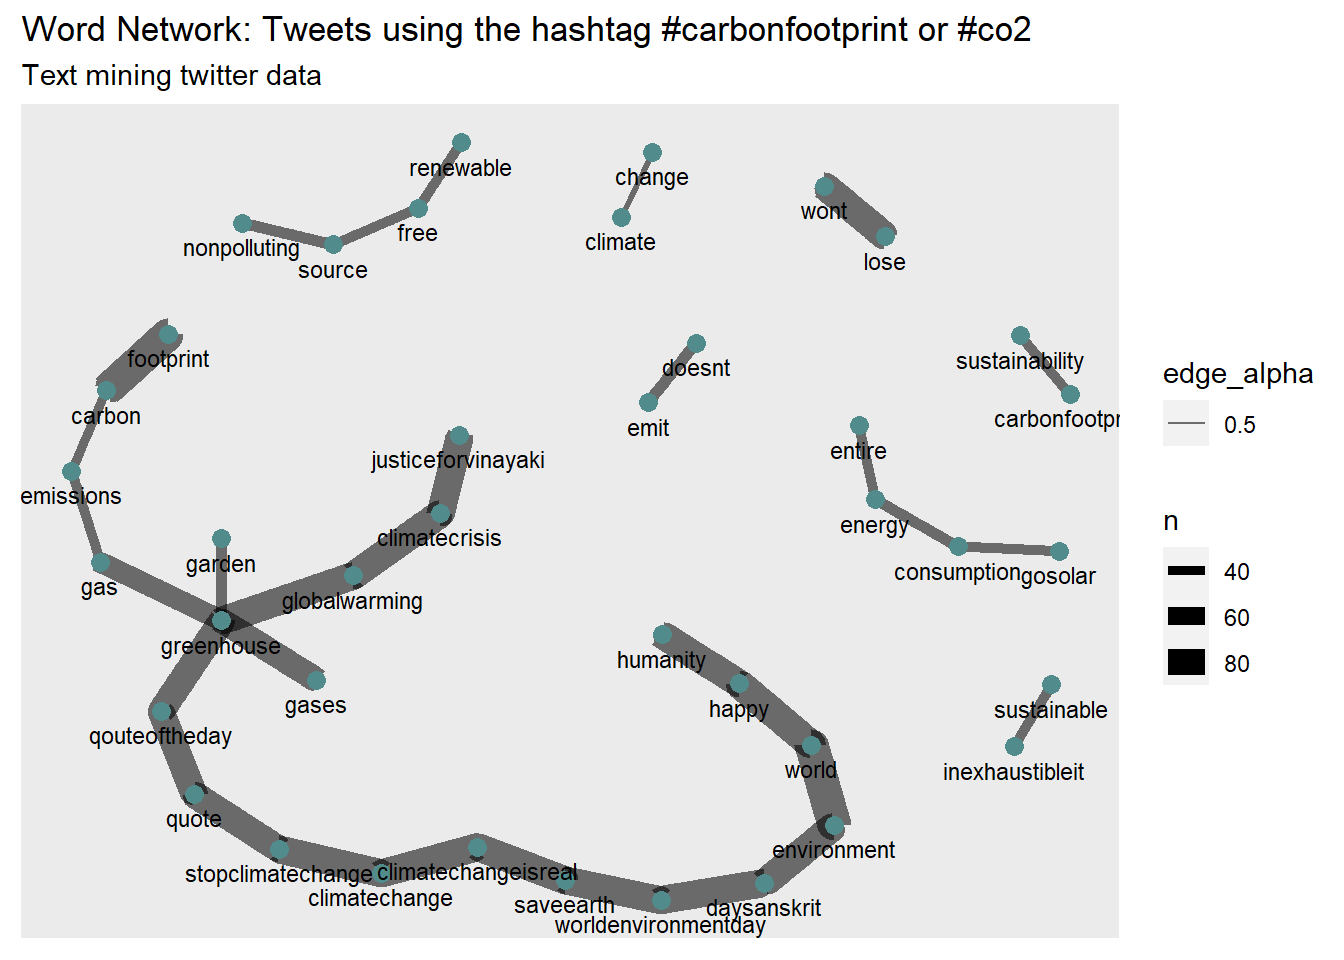 Word Network: Tweets using the hashtag #carbonfootprint or #co2
Text mining twitter data
renewable
change
wont
free
climate
nonpolluting
lose
source
footprint
doesnt
sustainability
carbon
emit
carbonfootpr
entire
justiceforvinayaki
emissions
energy
climatecrisis
garden
consumption
gosolar
gas
globalwarming
greenhouse
humanity
gases
happy
sustainable
qouteoftheday
world
inexhaustibleit
quote
environment
stopclimatechange
climatechangeisreal
climatechange
saveearth
daysanskrit
worldenvironmentday
edge_alpha
0.5
n
40
60
80